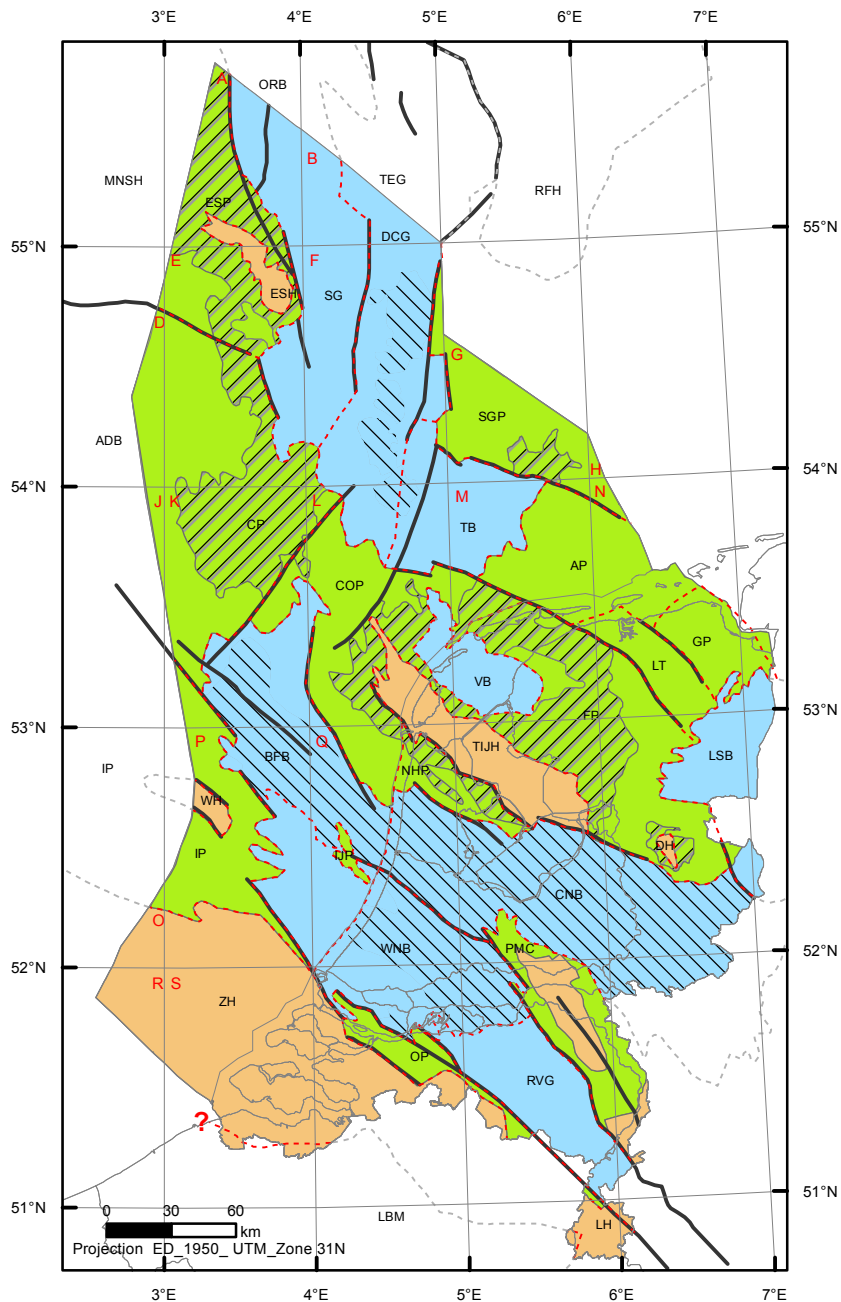 3°E 4°E 5°E 6°E 7°E
A
ORB
B
MNSH
TEG
RFH
ESP
55°N
55°N
DCG
E
F
ESH
SG
D
G
SGP
ADB
54°N
54°N
H
J K
L
M
N
CP
TB
COP
AP
GP
LT
VB
53°N
53°N
FP
P
Q
TIJH
BFB
LSB
IP
NHP
WH
IJP
DH
IP
CNB
O
52°N
52°N
WNB
PMC
R S
ZH
OP
RVG
?
51°N
51°N
0 30 60
km
LBM
LH
Projection ED_1950_ UTM_Zone 31N
3°E 4°E 5°E 6°E 7°E